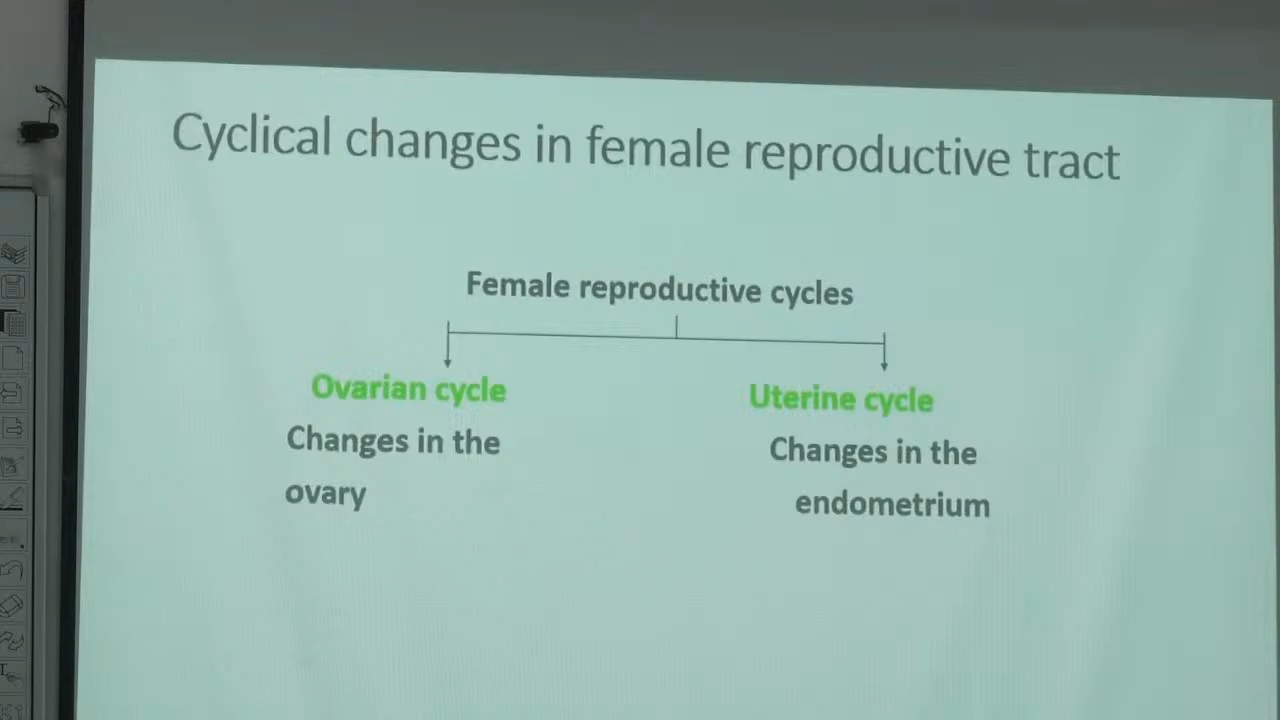 Cyclical changes in female reproductive tract
Female reproductive cycles
Ovarian cycle
Changes in the
ovary
Uterine cycle
Changes in the
endometrium